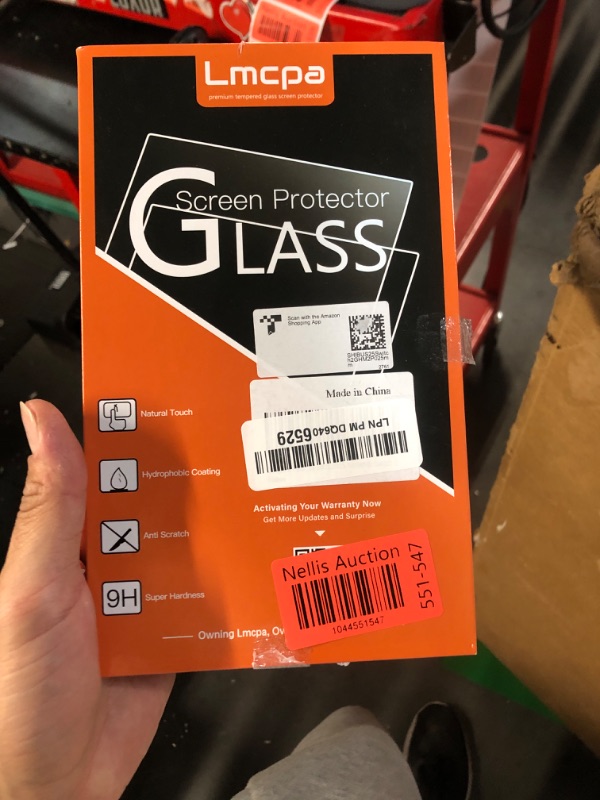 Lmcpa
premium tempered glass screen protector
Screen Protector
GLASS
Scan with the Amazon
Shopping App
Made in China
LPN PM DQ6406529
Natural Touch
Hydrophobic Coating
Anti Scratch
9H
Super Hardness
Activating Your Warranty Now
Get More Updates and Surprise
Nellis Auction
551-547
1044551547
Owning Lmcpa,